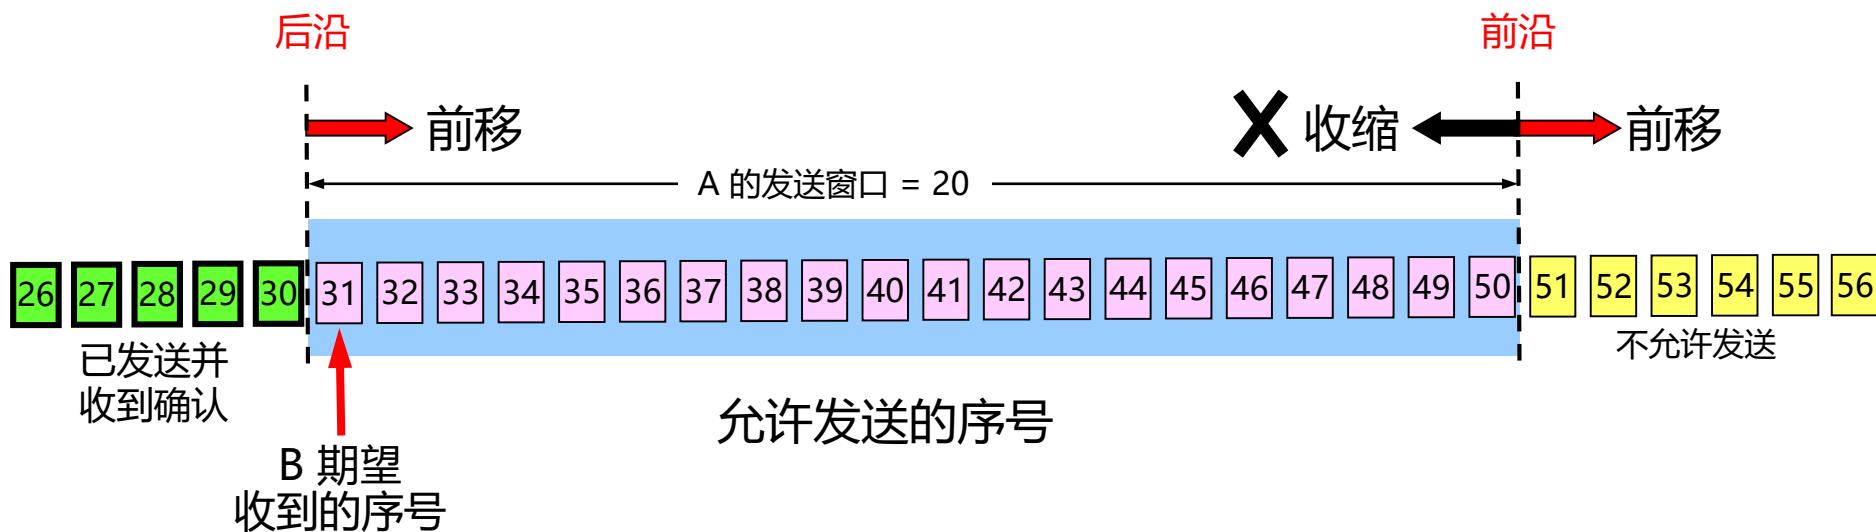 后沿 前沿
前移 收缩 前移
A 的发送窗口 = 20
26 27 28 29 30 31 32 33 34 35 36 37 38 39 40 41 42 43 44 45 46 47 48 49 50 51 52 53 54 55 56
已发送并
收到确认
不允许发送
允许发送的序号
B 期望
收到的序号